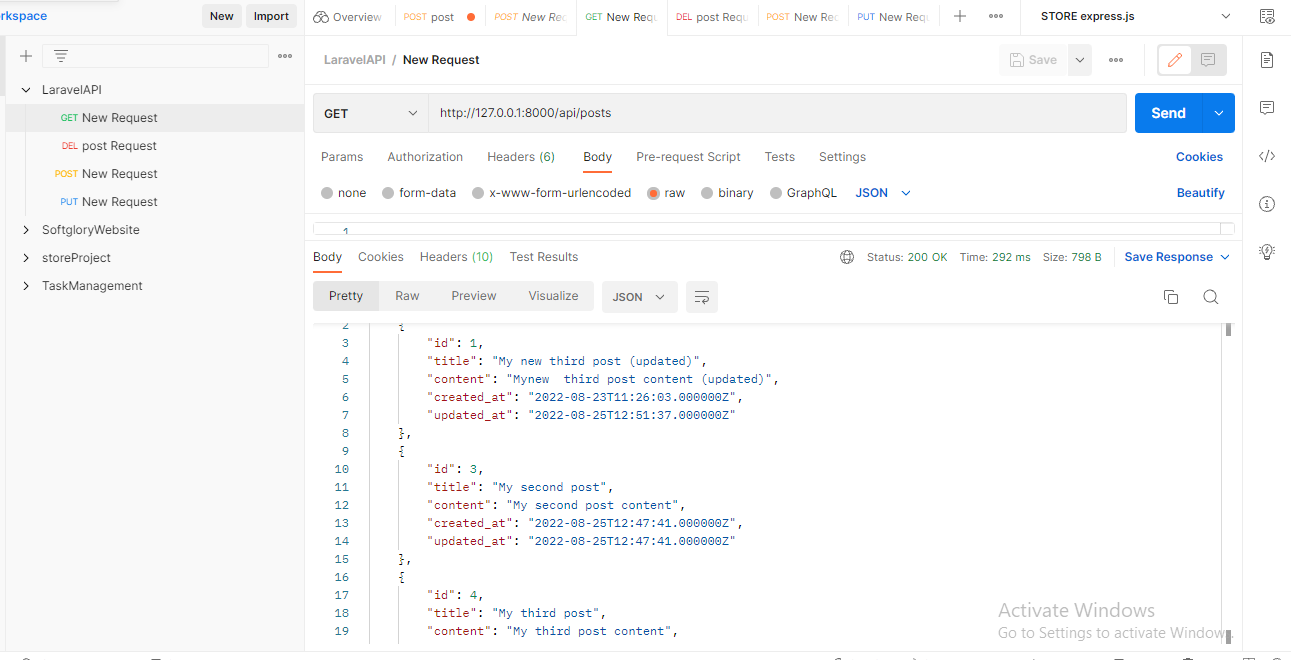 rkspace New Import Overview POST post POST New Rec GET New Requ DEL post Requ POST New Rec PUT New Requ STORE express.js
LaravelAPI / New Request Save
LaravelAPI
GET New Request
DEL post Request
POST New Request
PUT New Request
SoftgloryWebsite
storeProject
TaskManagement
GET http://127.0.0.1:8000/api/posts Send
Params Authorization Headers (6) Body Pre-request Script Tests Settings Cookies
none form-data x-www-form-urlencoded raw binary GraphQL JSON Beautify
1
Body Cookies Headers (10) Test Results Status: 200 OK Time: 292 ms Size: 798 B Save Response
Pretty Raw Preview Visualize JSON
2 {
3 "id": 1,
4 "title": "My new third post (updated)",
5 "content": "Mynew  third post content (updated)",
6 "created_at": "2022-08-23T11:26:03.000000Z",
7 "updated_at": "2022-08-25T12:51:37.000000Z"
8 },
9 {
10 "id": 3,
11 "title": "My second post",
12 "content": "My second post content",
13 "created_at": "2022-08-25T12:47:41.000000Z",
14 "updated_at": "2022-08-25T12:47:41.000000Z"
15 },
16 {
17 "id": 4,
18 "title": "My third post",
19 "content": "My third post content",
Activate Windows
Go to Settings to activate Windows.